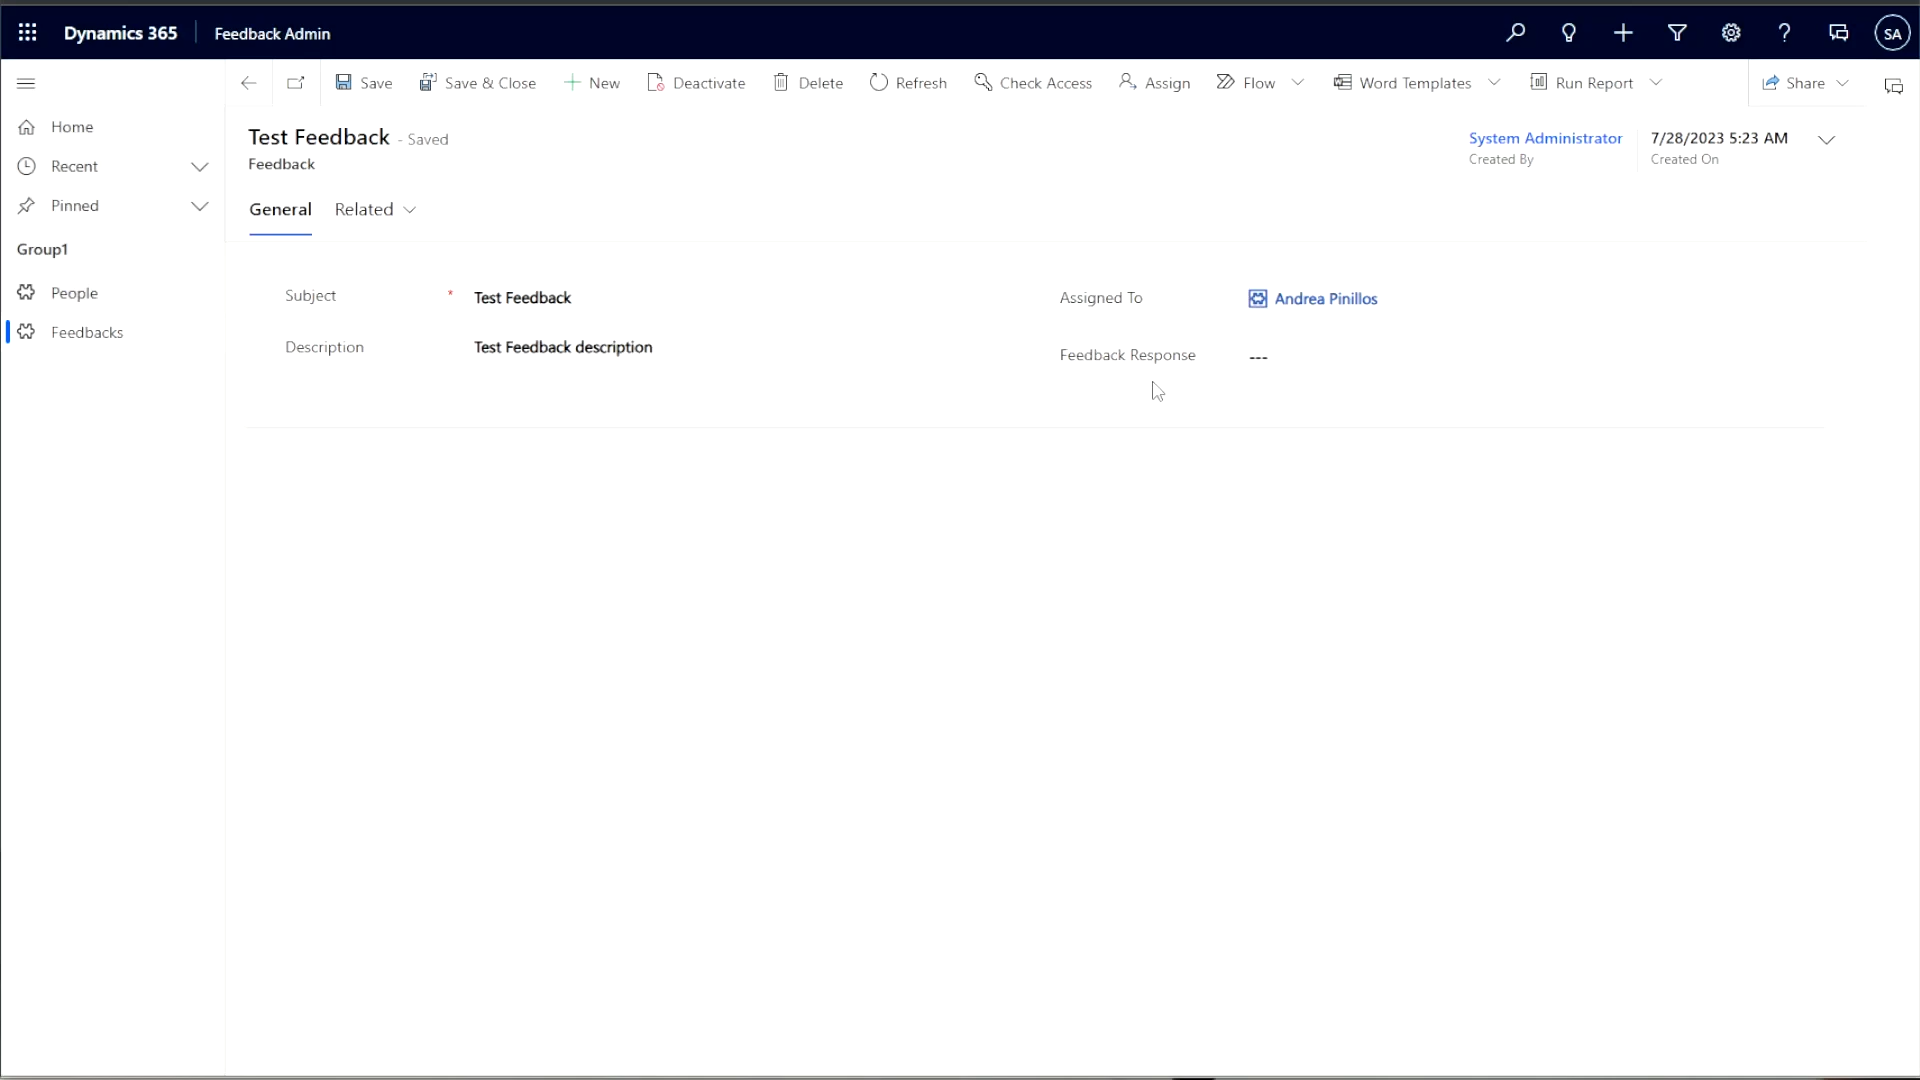 Dynamics 365 Feedback Admin SA
Save Save & Close New Deactivate Delete Refresh Check Access Assign Flow Word Templates Run Report Share
Home
Recent
Pinned
Group1
People
Feedbacks
Test Feedback - Saved
Feedback
System Administrator
Created By
7/28/2023 5:23 AM
Created On
General Related
Subject * Test Feedback
Description Test Feedback description
Assigned To Andrea Pinillos
Feedback Response ---